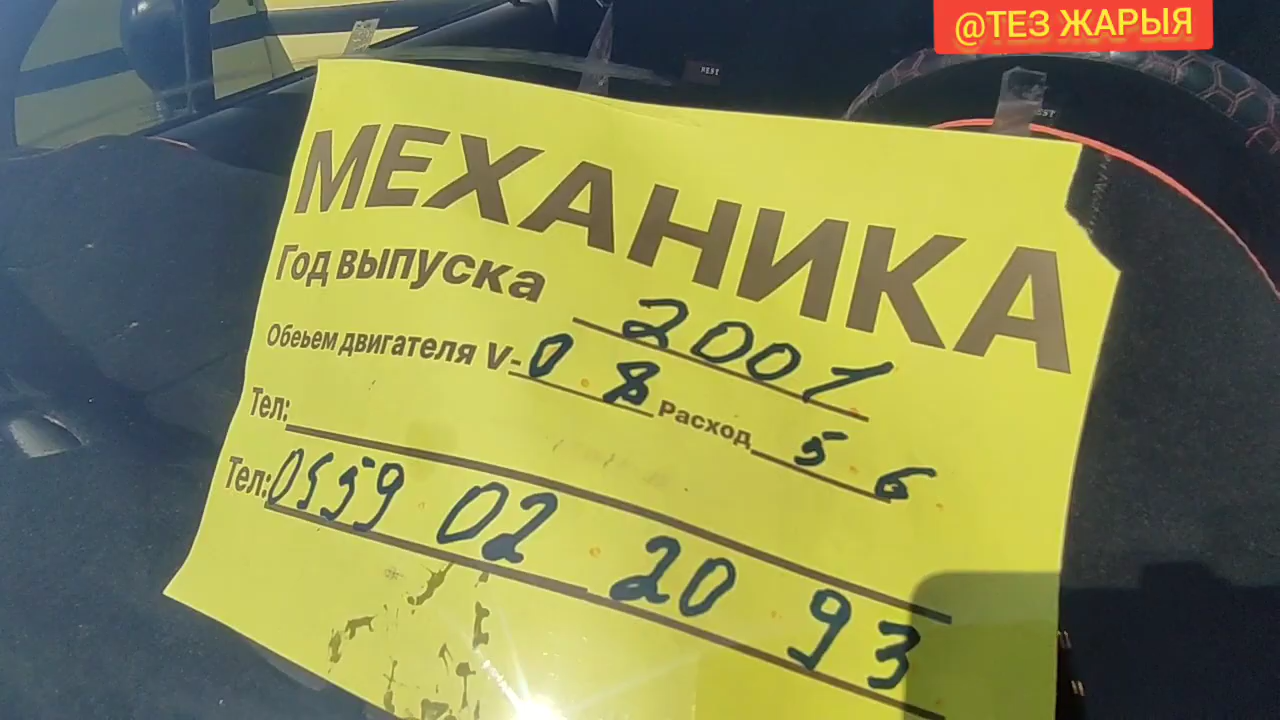 @ТЕЗ ЖАРЫЯ
МЕХАНИКА
Год выпуска 2001
Обеьем двигателя V- 0 8 Расход 5 6
Тел:
Тел: 0559 02 20 93